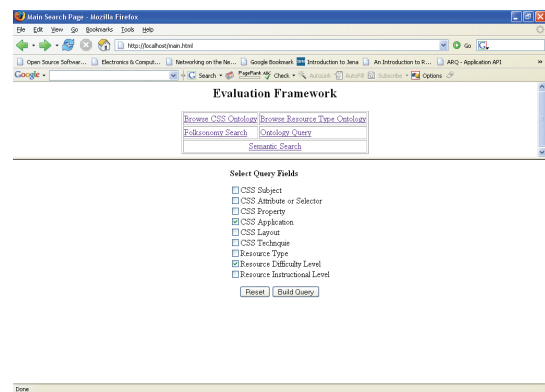 Main Search Page - Mozilla Firefox
File Edit View Go Bookmarks Tools Help
http://localhost/main.html Go
Open Source Softwar... Electronics & Comput... Networking on the Ne... Google Bookmark Introduction to Jena An Introduction to R... ARQ - Application API »
Google Search PageRank ABC Check AutoLink AutoFill Subscribe Options
Evaluation Framework
Browse CSS Ontology Browse Resource Type Ontology
Folksonomy Search Ontology Query
Semantic Search
Select Query Fields
CSS Subject
CSS Attribute or Selector
CSS Property
CSS Application
CSS Layout
CSS Technquie
Resource Type
Resource Difficulty Level
Resource Instructional Level
Reset Build Query
Done